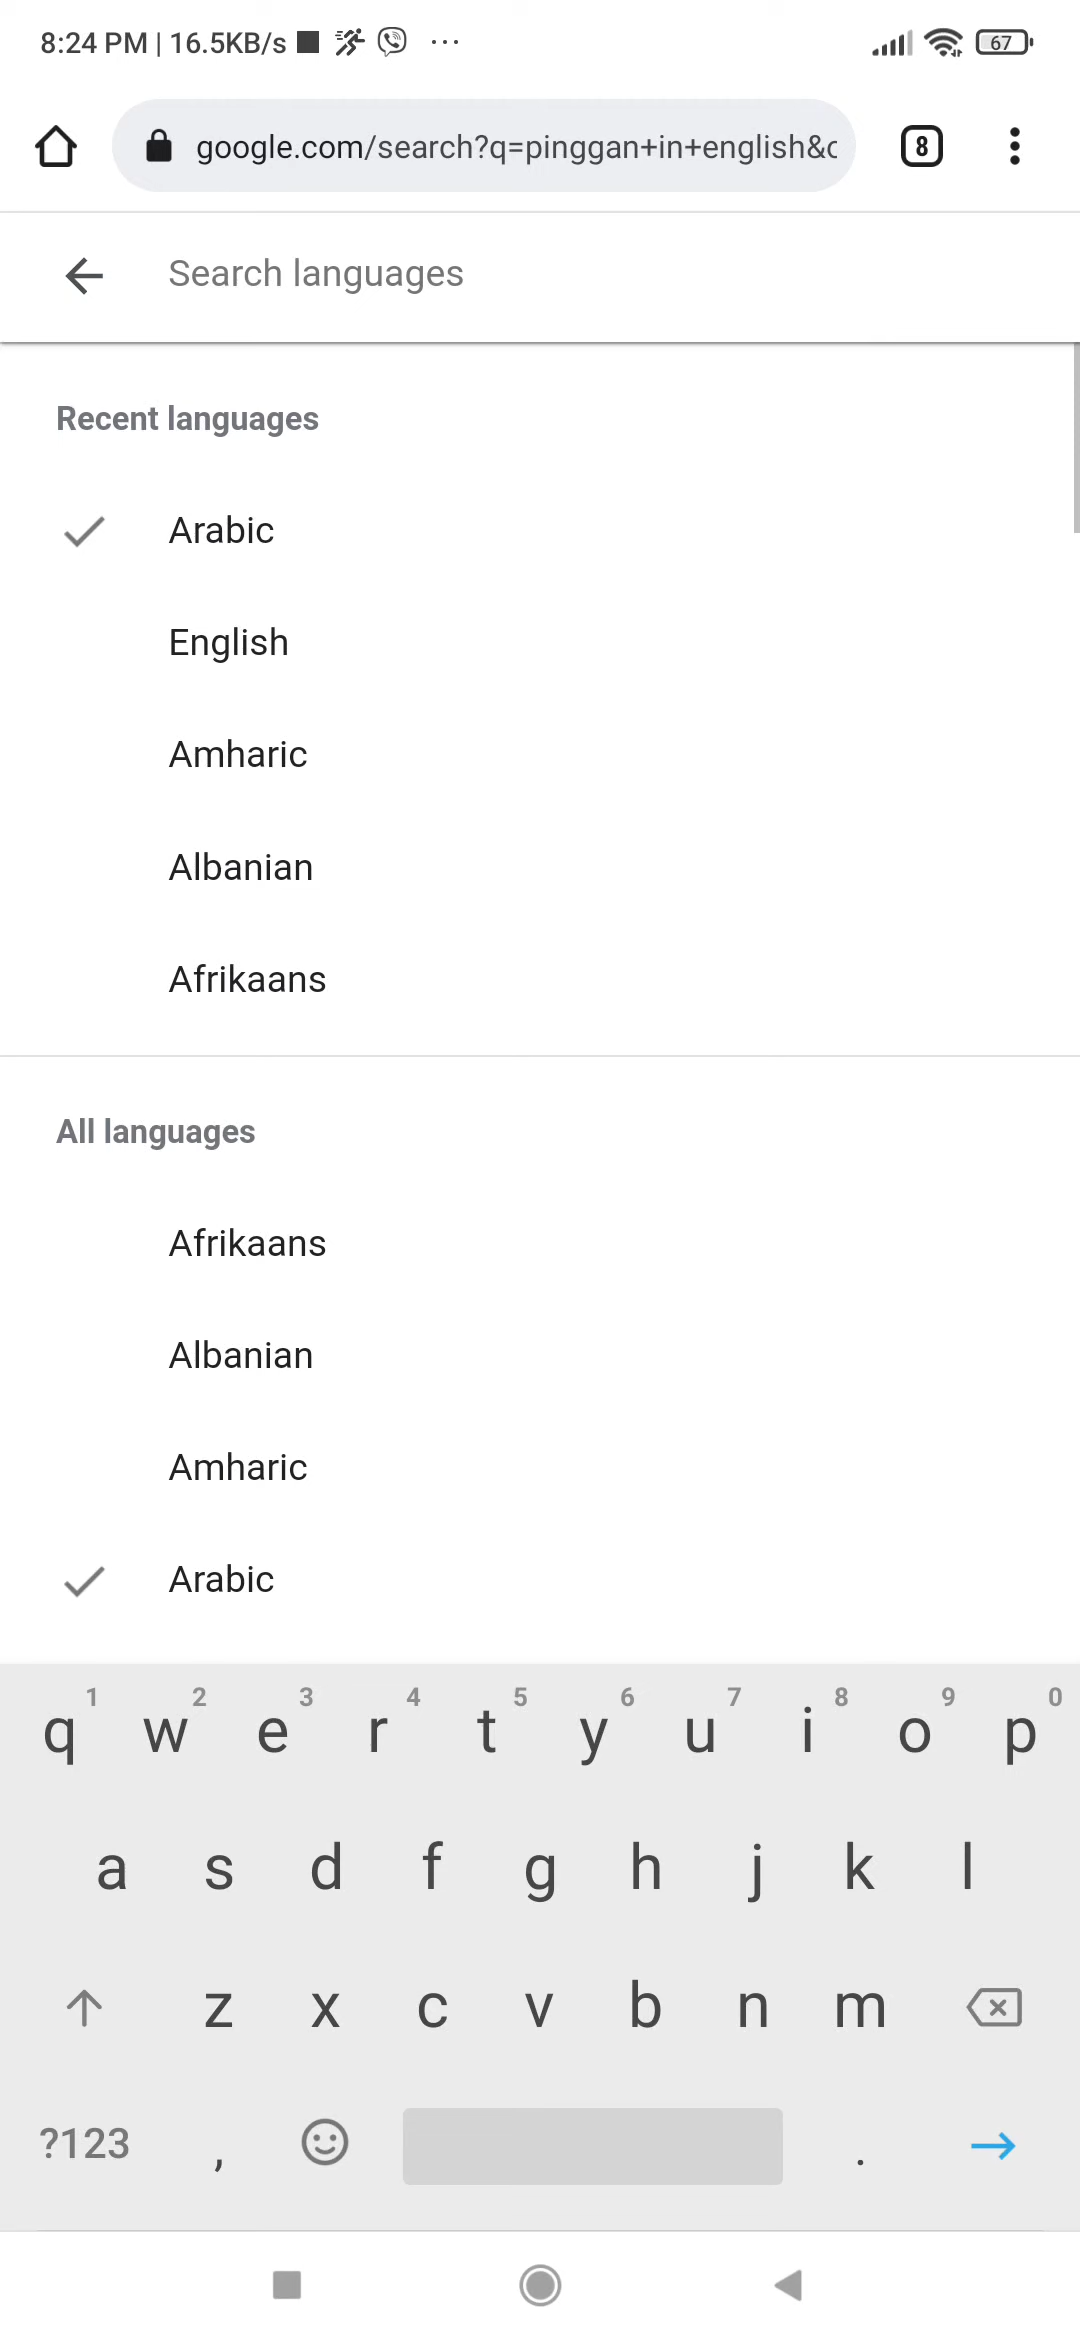 8:24 PM | 16.5KB/s ... 67
google.com/search?q=pinggan+in+english&c
8
Search languages
Recent languages
Arabic
English
Amharic
Albanian
Afrikaans
All languages
Afrikaans
Albanian
Amharic
Arabic
1 2 3 4 5 6 7 8 9 0
q w e r t y u i o p
a s d f g h j k l
z x c v b n m
?123 , .